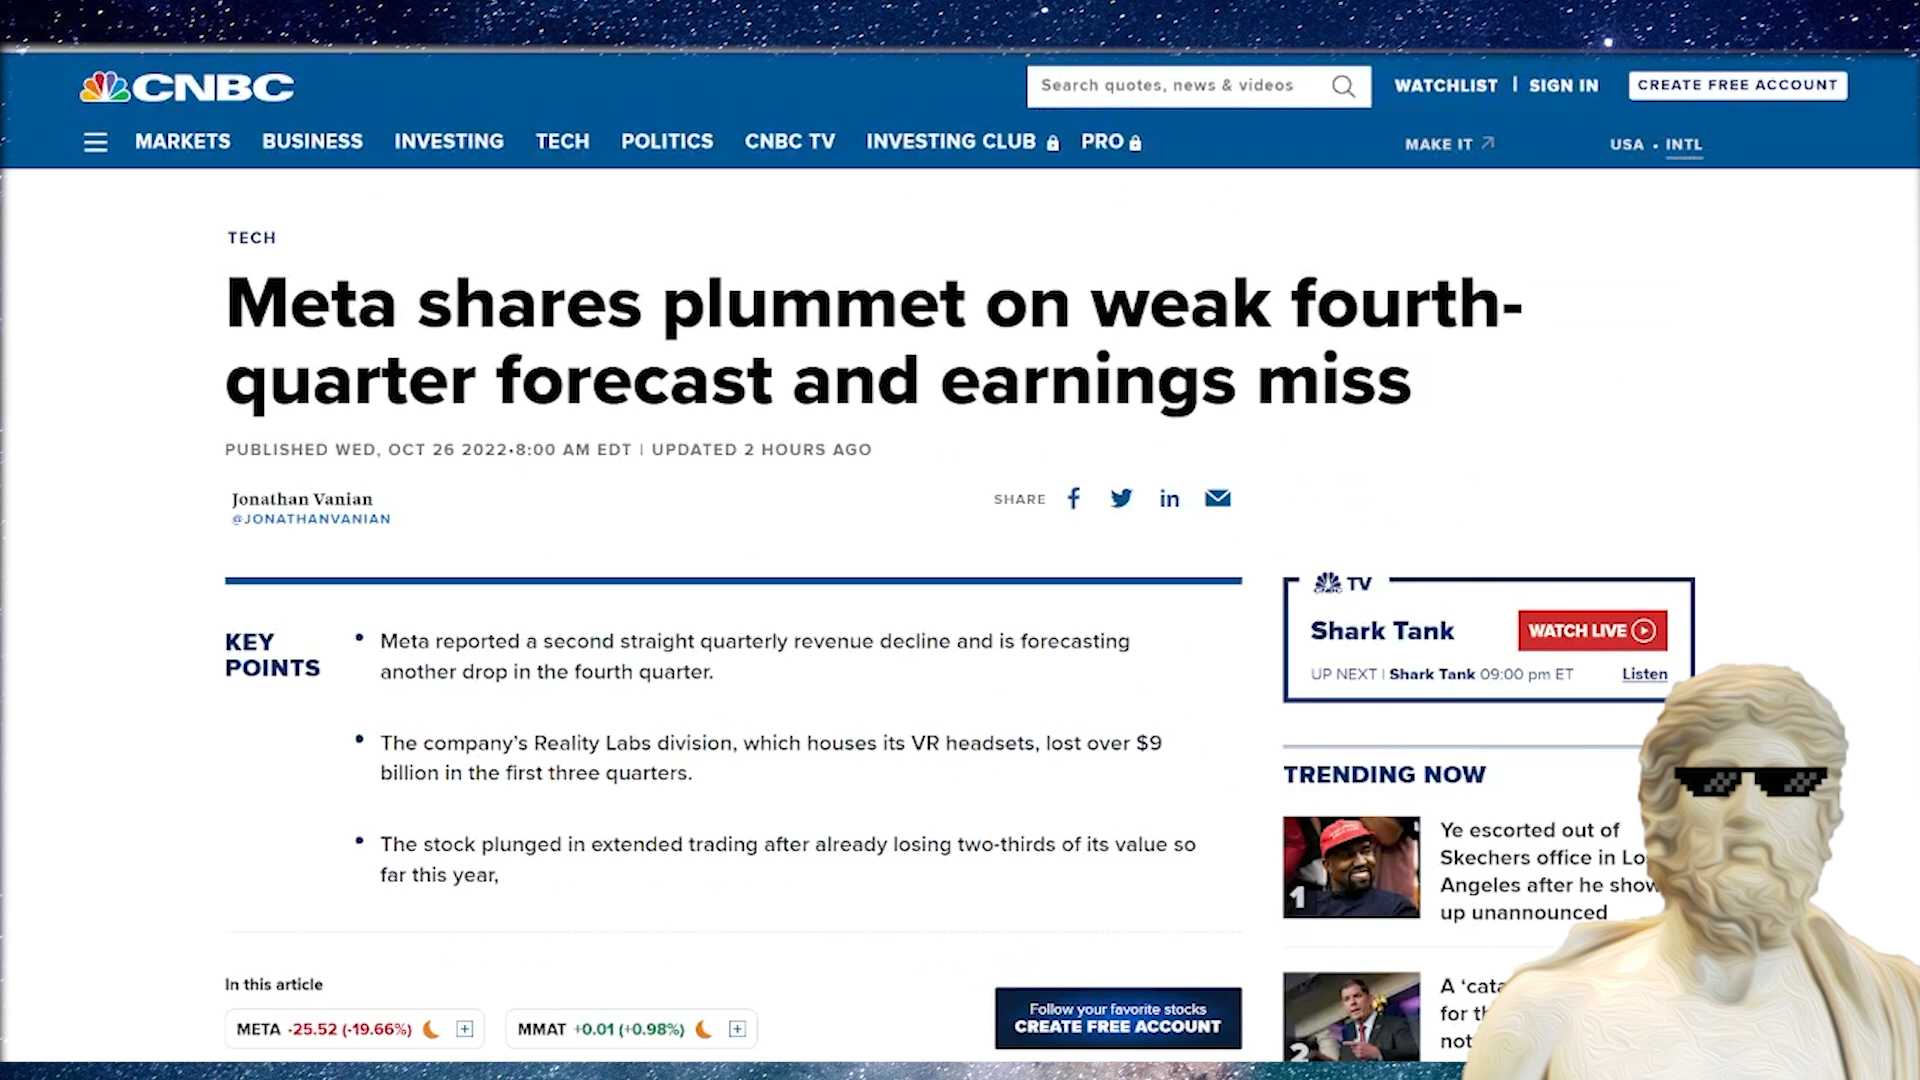 CNBC
Search quotes, news & videos
WATCHLIST | SIGN IN
CREATE FREE ACCOUNT
MARKETS BUSINESS INVESTING TECH POLITICS CNBC TV INVESTING CLUB PRO
MAKE IT
USA • INTL
TECH
Meta shares plummet on weak fourth-
quarter forecast and earnings miss
PUBLISHED WED, OCT 26 2022•8:00 AM EDT | UPDATED 2 HOURS AGO
Jonathan Vanian
@JONATHANVANIAN
SHARE
KEY
POINTS
• Meta reported a second straight quarterly revenue decline and is forecasting
another drop in the fourth quarter.
• The company's Reality Labs division, which houses its VR headsets, lost over $9
billion in the first three quarters.
• The stock plunged in extended trading after already losing two-thirds of its value so
far this year,
In this article
META -25.52 (-19.66%)
MMAT +0.01 (+0.98%)
Follow your favorite stocks
CREATE FREE ACCOUNT
CNBC TV
Shark Tank
WATCH LIVE
UP NEXT | Shark Tank 09:00 pm ET
Listen
TRENDING NOW
1
Ye escorted out of
Skechers office in Lo
Angeles after he show
up unannounced
2
A ‘cata
for th
not